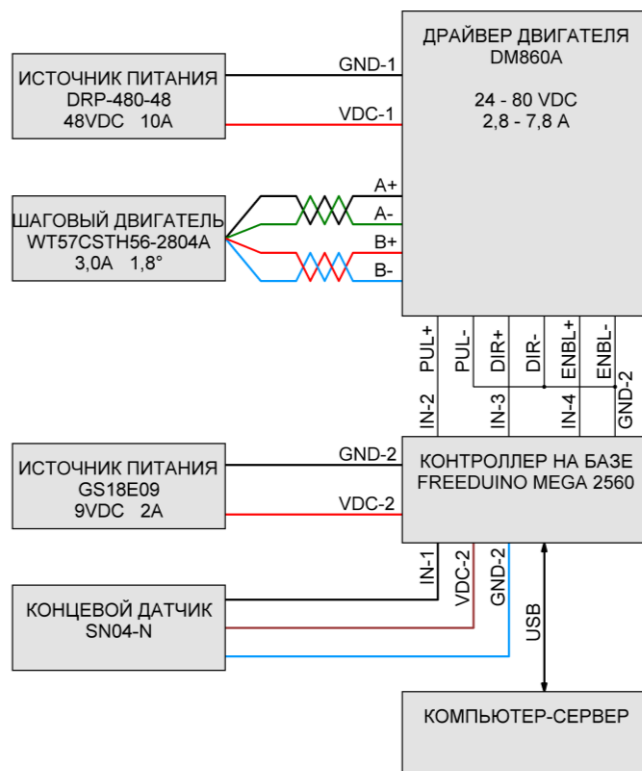 ДРАЙВЕР ДВИГАТЕЛЯ
DM860A
24 - 80 VDC
2,8 - 7,8 A
GND-1
VDC-1
ИСТОЧНИК ПИТАНИЯ
DRP-480-48
48VDC 10A
A+
A-
B+
B-
ШАГОВЫЙ ДВИГАТЕЛЬ
WT57CSTH56-2804A
3,0A 1,8°
PUL+
PUL-
DIR+
DIR-
ENBL+
ENBL-
IN-2
IN-3
IN-4
GND-2
ИСТОЧНИК ПИТАНИЯ
GS18E09
9VDC 2A
GND-2
VDC-2
КОНТРОЛЛЕР НА БАЗЕ
FREEDUINO MEGA 2560
IN-1
VDC-2
GND-2
USB
КОНЦЕВОЙ ДАТЧИК
SN04-N
КОМПЬЮТЕР-СЕРВЕР